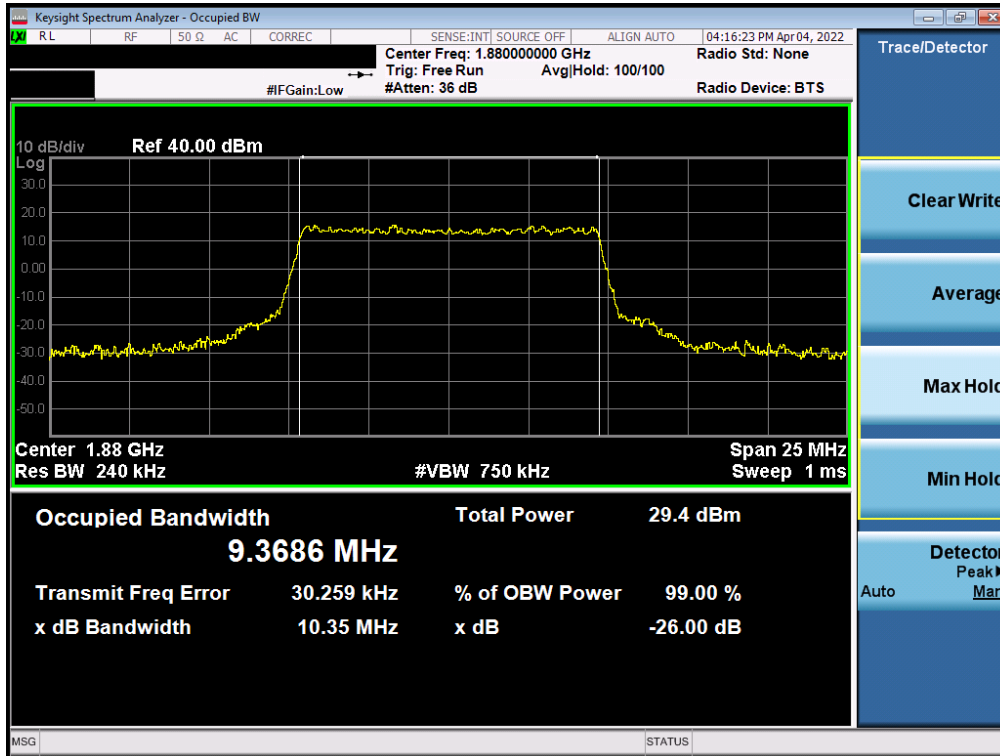 Keysight Spectrum Analyzer - Occupied BW
LXI RL RF 50 Ω AC CORREC SENSE:INT SOURCE OFF ALIGN AUTO 04:16:23 PM Apr 04, 2022
Center Freq: 1.880000000 GHz Radio Std: None
Trig: Free Run Avg|Hold: 100/100
#IFGain:Low #Atten: 36 dB Radio Device: BTS
10 dB/div Ref 40.00 dBm
Log
30.0
20.0
10.0
0.00
-10.0
-20.0
-30.0
-40.0
-50.0
Center 1.88 GHz Span 25 MHz
Res BW 240 kHz #VBW 750 kHz Sweep 1 ms
Occupied Bandwidth Total Power 29.4 dBm
9.3686 MHz
Transmit Freq Error 30.259 kHz % of OBW Power 99.00 %
x dB Bandwidth 10.35 MHz x dB -26.00 dB
MSG STATUS
Trace/Detector
Clear Write
Average
Max Hold
Min Hold
Detector
Peak▶
Auto Man